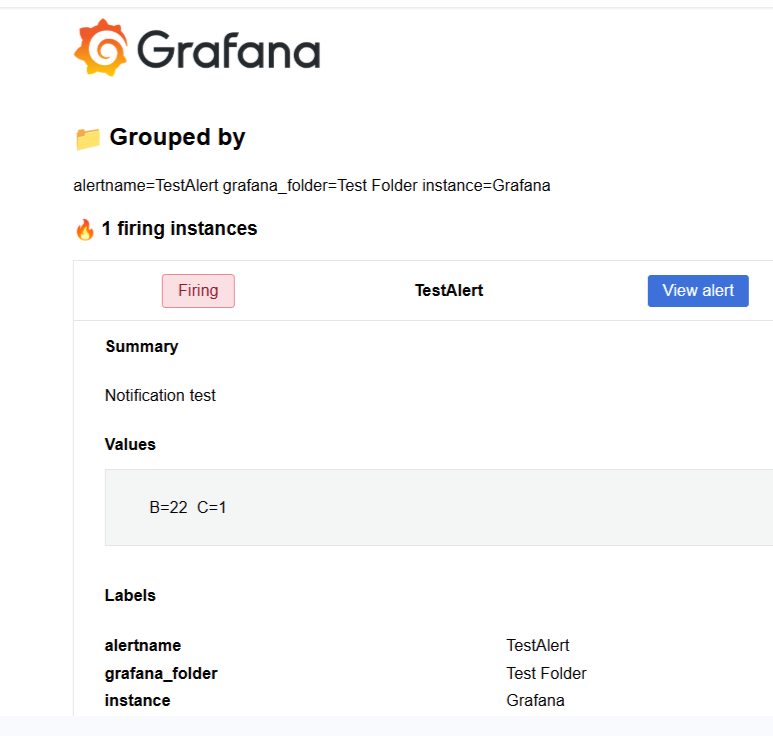 Grafana
📁 Grouped by
alertname=TestAlert grafana_folder=Test Folder instance=Grafana
🔥 1 firing instances
Firing TestAlert View alert
Summary
Notification test
Values
B=22 C=1
Labels
alertname TestAlert
grafana_folder Test Folder
instance Grafana